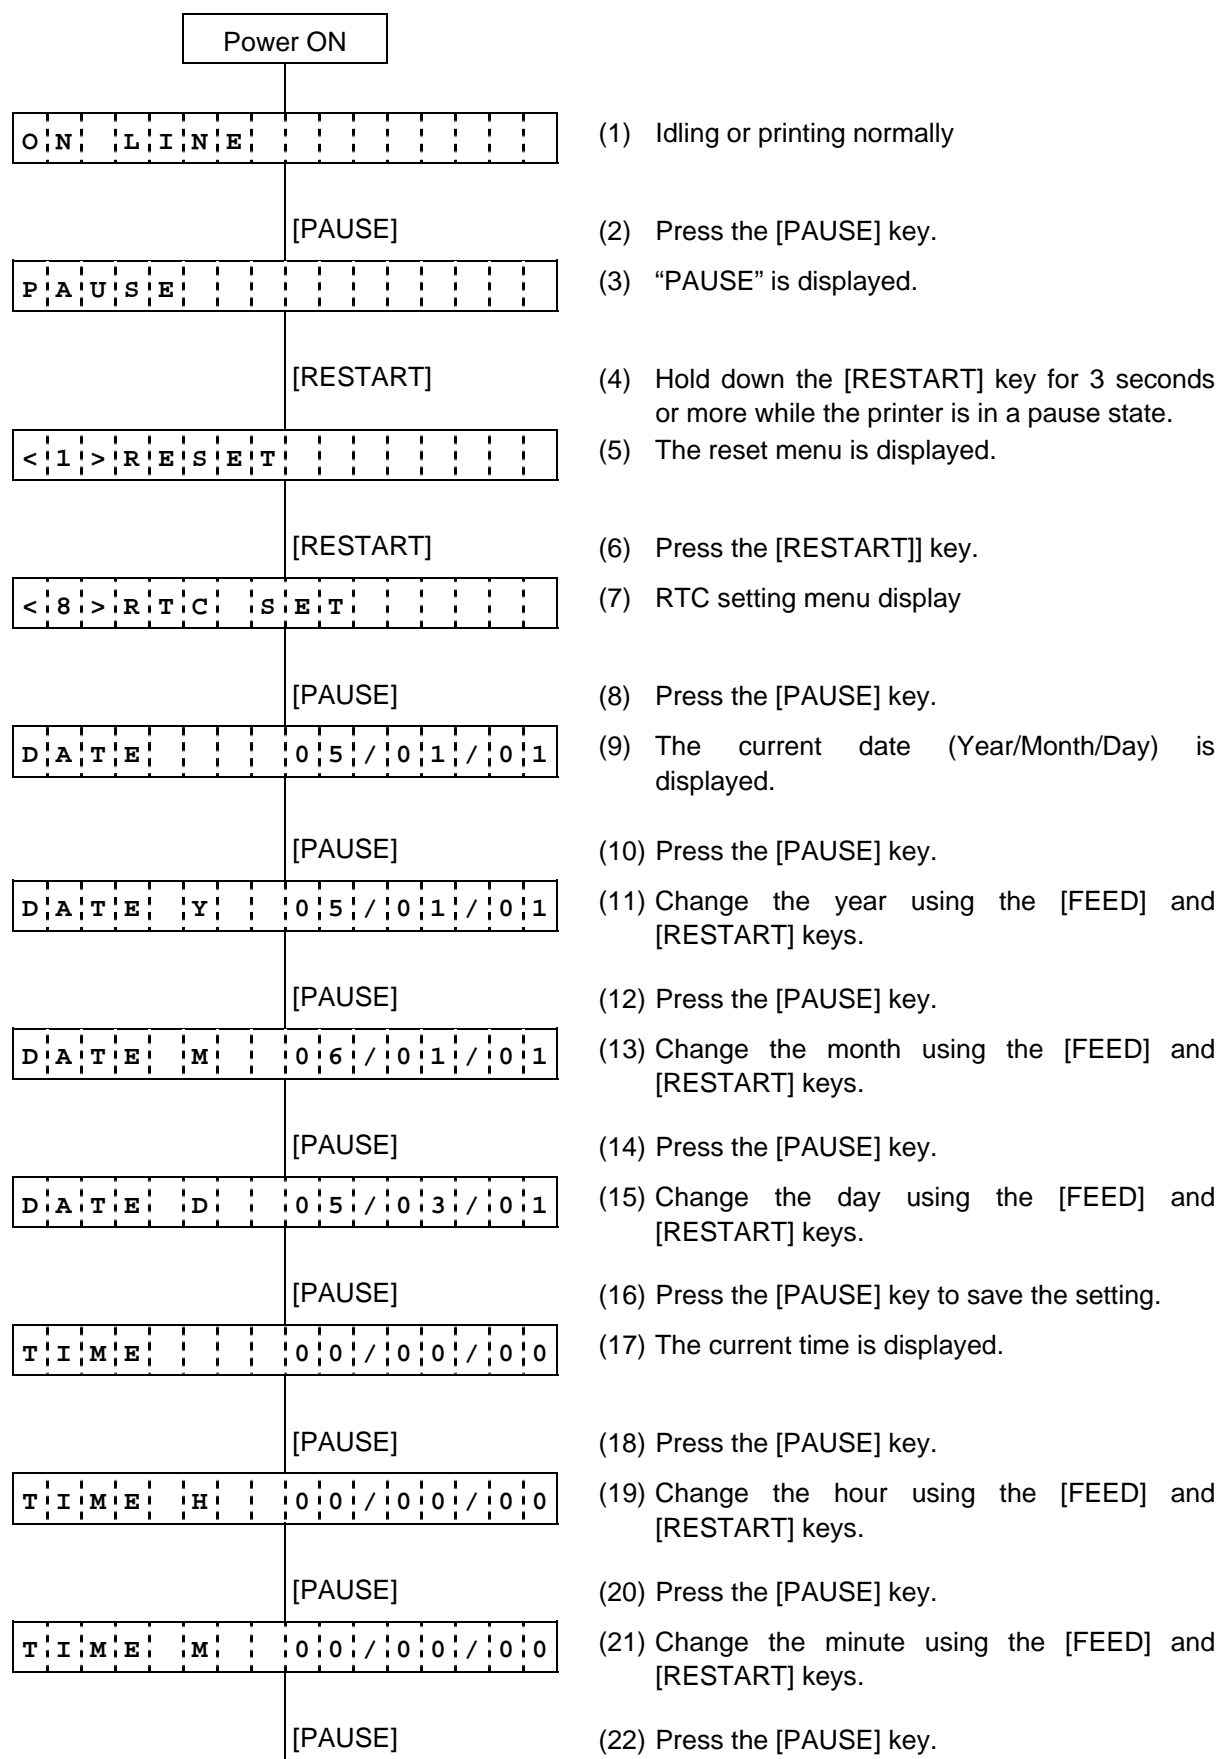 Power ON
ON LINE
(1) Idling or printing normally
[PAUSE]
(2) Press the [PAUSE] key.
PAUSE
(3) “PAUSE” is displayed.
[RESTART]
(4) Hold down the [RESTART] key for 3 seconds
or more while the printer is in a pause state.
<1>RESET
(5) The reset menu is displayed.
[RESTART]
(6) Press the [RESTART]] key.
<8>RTC SET
(7) RTC setting menu display
[PAUSE]
(8) Press the [PAUSE] key.
DATE 05/01/01
(9) The current date (Year/Month/Day) is
displayed.
[PAUSE]
(10) Press the [PAUSE] key.
DATE Y 05/01/01
(11) Change the year using the [FEED] and
[RESTART] keys.
[PAUSE]
(12) Press the [PAUSE] key.
DATE M 06/01/01
(13) Change the month using the [FEED] and
[RESTART] keys.
[PAUSE]
(14) Press the [PAUSE] key.
DATE D 05/03/01
(15) Change the day using the [FEED] and
[RESTART] keys.
[PAUSE]
(16) Press the [PAUSE] key to save the setting.
TIME 00/00/00
(17) The current time is displayed.
[PAUSE]
(18) Press the [PAUSE] key.
TIME H 00/00/00
(19) Change the hour using the [FEED] and
[RESTART] keys.
[PAUSE]
(20) Press the [PAUSE] key.
TIME M 00/00/00
(21) Change the minute using the [FEED] and
[RESTART] keys.
[PAUSE]
(22) Press the [PAUSE] key.